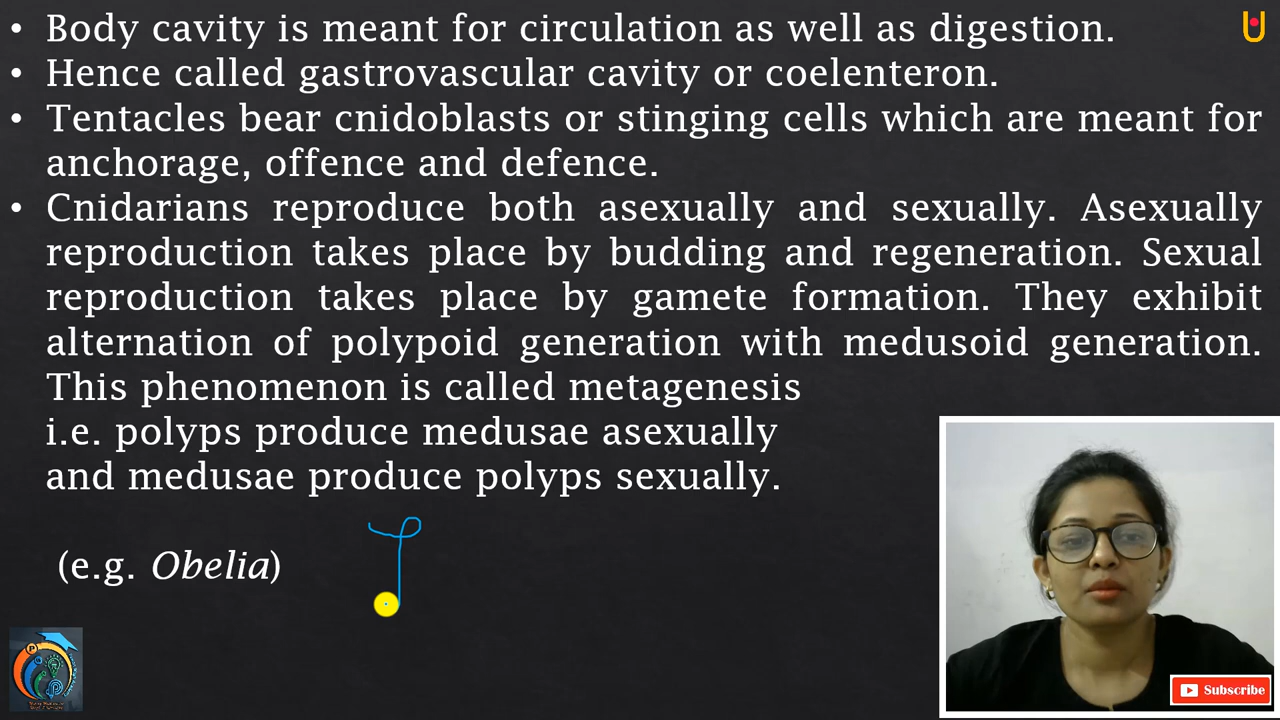 • Body cavity is meant for circulation as well as digestion.
• Hence called gastrovascular cavity or coelenteron.
• Tentacles bear cnidoblasts or stinging cells which are meant for
anchorage, offence and defence.
• Cnidarians reproduce both asexually and sexually. Asexually
reproduction takes place by budding and regeneration. Sexual
reproduction takes place by gamete formation. They exhibit
alternation of polypoid generation with medusoid generation.
This phenomenon is called metagenesis
i.e. polyps produce medusae asexually
and medusae produce polyps sexually.
(e.g. Obelia)
Subscribe